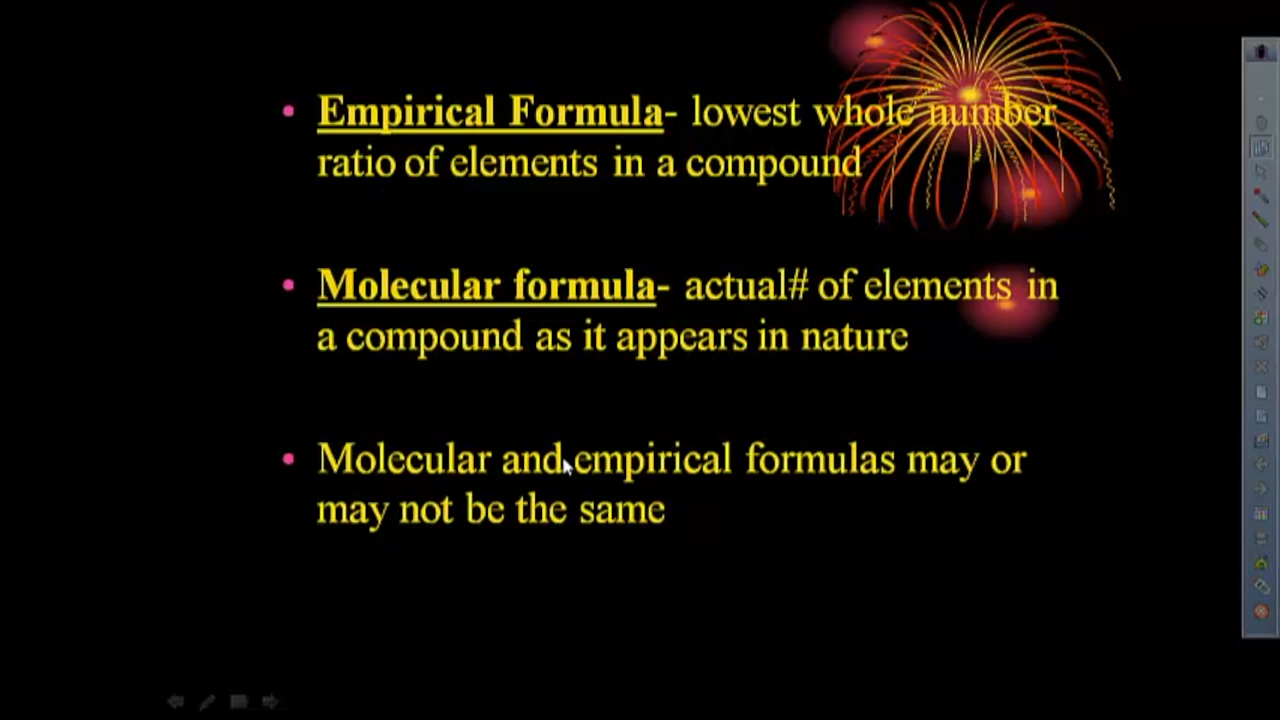 • Empirical Formula- lowest whole number
ratio of elements in a compound
• Molecular formula- actual# of elements in
a compound as it appears in nature
• Molecular and empirical formulas may or
may not be the same